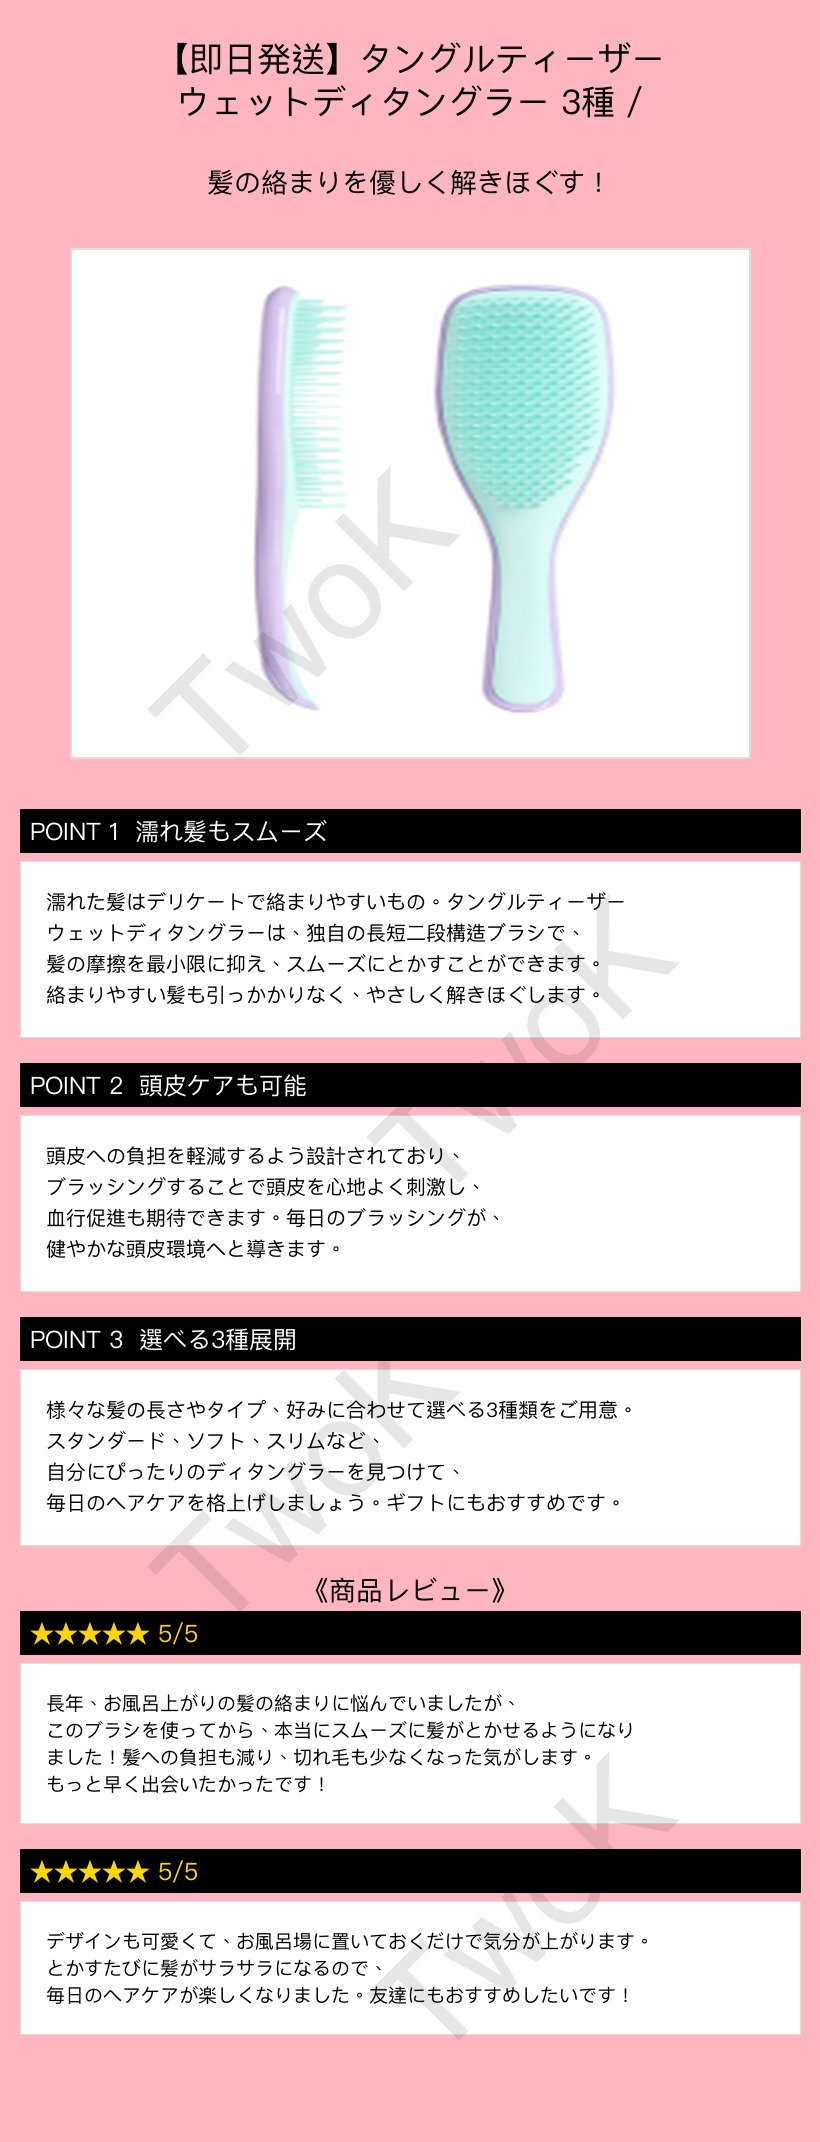 【即日発送】タングルティーザー
ウェットディタングラー 3種 /
髪の絡まりを優しく解きほぐす！
TwoK
POINT 1 濡れ髪もスムーズ
濡れた髪はデリケートで絡まりやすいもの。タングルティーザー
ウェットディタングラーは、独自の長短二段構造ブラシで、
髪の摩擦を最小限に抑え、スムーズにとかすことができます。
絡まりやすい髪も引っかかりなく、やさしく解きほぐします。
TwoK
POINT 2 頭皮ケアも可能
頭皮への負担を軽減するよう設計されており、
ブラッシングすることで頭皮を心地よく刺激し、
血行促進も期待できます。毎日のブラッシングが、
健やかな頭皮環境へと導きます。
POINT 3 選べる3種展開
様々な髪の長さやタイプ、好みに合わせて選べる3種類をご用意。
スタンダード、ソフト、スリムなど、
自分にぴったりのディタングラーを見つけて、
毎日のヘアケアを格上げしましょう。ギフトにもおすすめです。
TwoK
《商品レビュー》
★★★★★ 5/5
長年、お風呂上がりの髪の絡まりに悩んでいましたが、
このブラシを使ってから、本当にスムーズに髪がとかせるようになり
ました！髪への負担も減り、切れ毛も少なくなった気がします。
もっと早く出会いたかったです！
★★★★★ 5/5
デザインも可愛くて、お風呂場に置いておくだけで気分が上がります。
とかすたびに髪がサラサラになるので、
毎日のヘアケアが楽しくなりました。友達にもおすすめしたいです！
TwoK